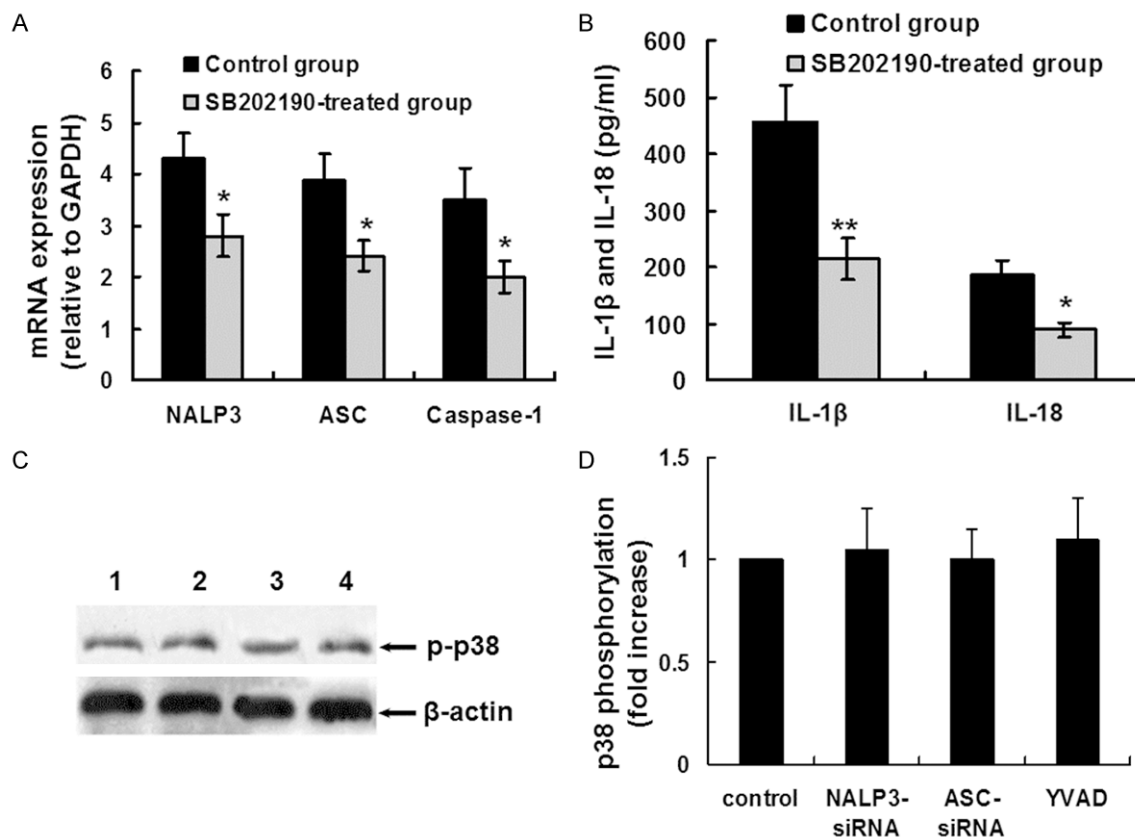 A
Control group
SB202190-treated group
mRNA expression
(relative to GAPDH)
6
5
4
3
2
1
0
*
*
*
NALP3 ASC Caspase-1
B
Control group
SB202190-treated group
IL-1β and IL-18 (pg/ml)
600
500
450
300
200
100
0
**
*
IL-1β IL-18
C
1 2 3 4
p-p38
β-actin
D
p38 phosphorylation
(fold increase)
1.5
1
0.5
0
control NALP3- ASC- YVAD
siRNA siRNA